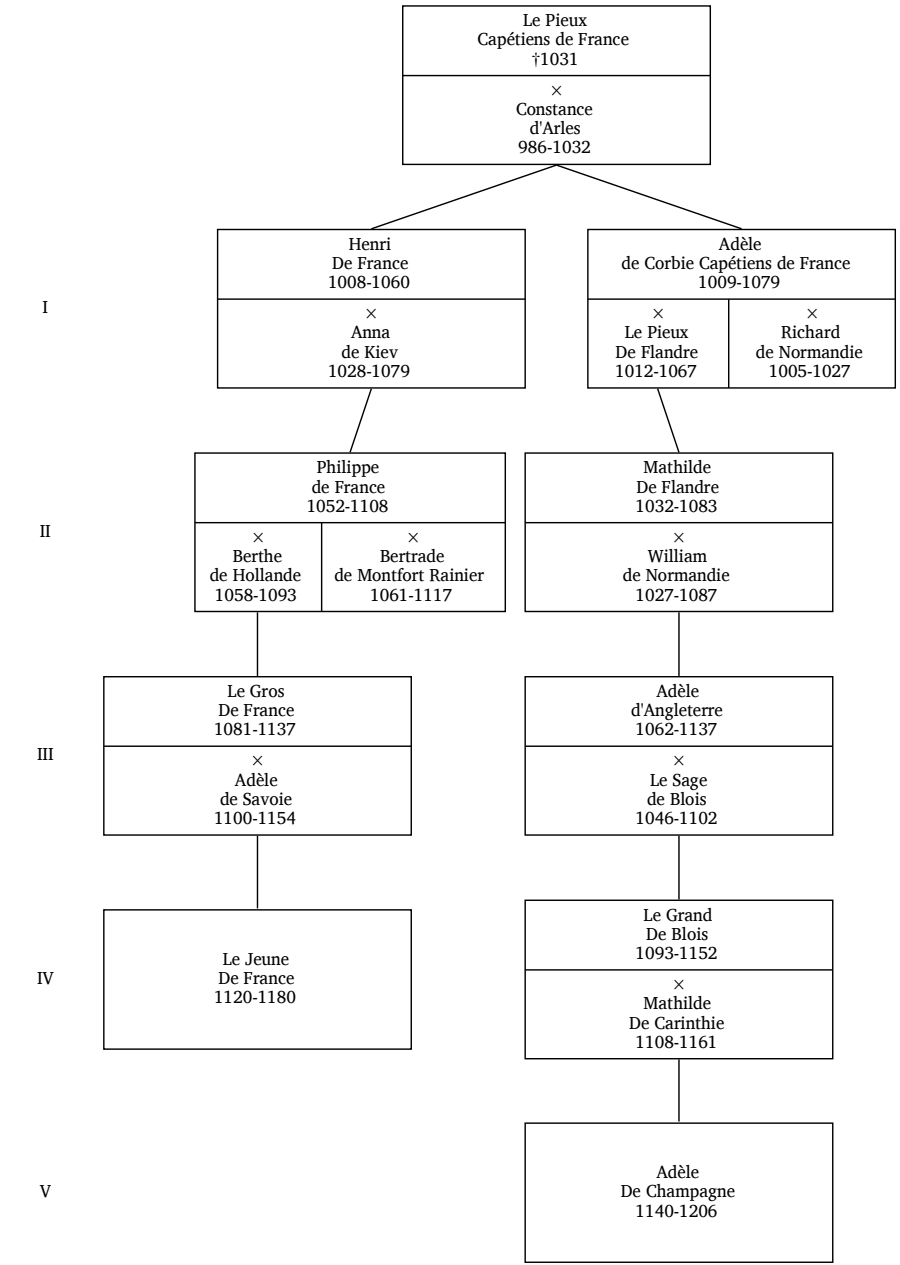 Le Pieux
Capétiens de France
†1031
×
Constance
d'Arles
986-1032
I
Henri
De France
1008-1060
×
Anna
de Kiev
1028-1079
Adèle
de Corbie Capétiens de France
1009-1079
×
Le Pieux
De Flandre
1012-1067
×
Richard
de Normandie
1005-1027
II
Philippe
de France
1052-1108
×
Berthe
de Hollande
1058-1093
×
Bertrade
de Montfort Rainier
1061-1117
Mathilde
De Flandre
1032-1083
×
William
de Normandie
1027-1087
III
Le Gros
De France
1081-1137
×
Adèle
de Savoie
1100-1154
Adèle
d'Angleterre
1062-1137
×
Le Sage
de Blois
1046-1102
IV
Le Jeune
De France
1120-1180
Le Grand
De Blois
1093-1152
×
Mathilde
De Carinthie
1108-1161
V
Adèle
De Champagne
1140-1206